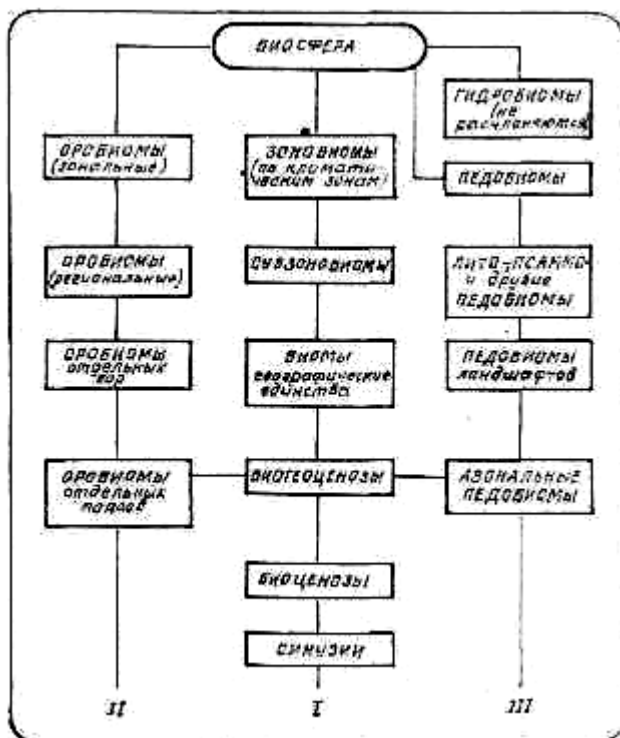 БИОСФЕРА
ОРОБИОМЫ
(зональные)
ОРОБИОМЫ
(региональные)
ОРОБИОМЫ
отдельных
гор
ОРОБИОМЫ
отдельных
поясов
II
ЗОНОБИОМЫ
(по климати
ческим зонам)
СУБЗОНОБИОМЫ
БИОМЫ
географические
единства
БИОГЕОЦЕНОЗЫ
БИОЦЕНОЗЫ
СИНУЗИИ
I
ГИДРОБИОМЫ
(не
расчленяются)
ПЕДОБИОМЫ
ЛИТО-ПСАММО-
и другие
ПЕДОБИОМЫ
ПЕДОБИОМЫ
ландшафтов
АЗОНАЛЬНЫЕ
ПЕДОБИОМЫ
III